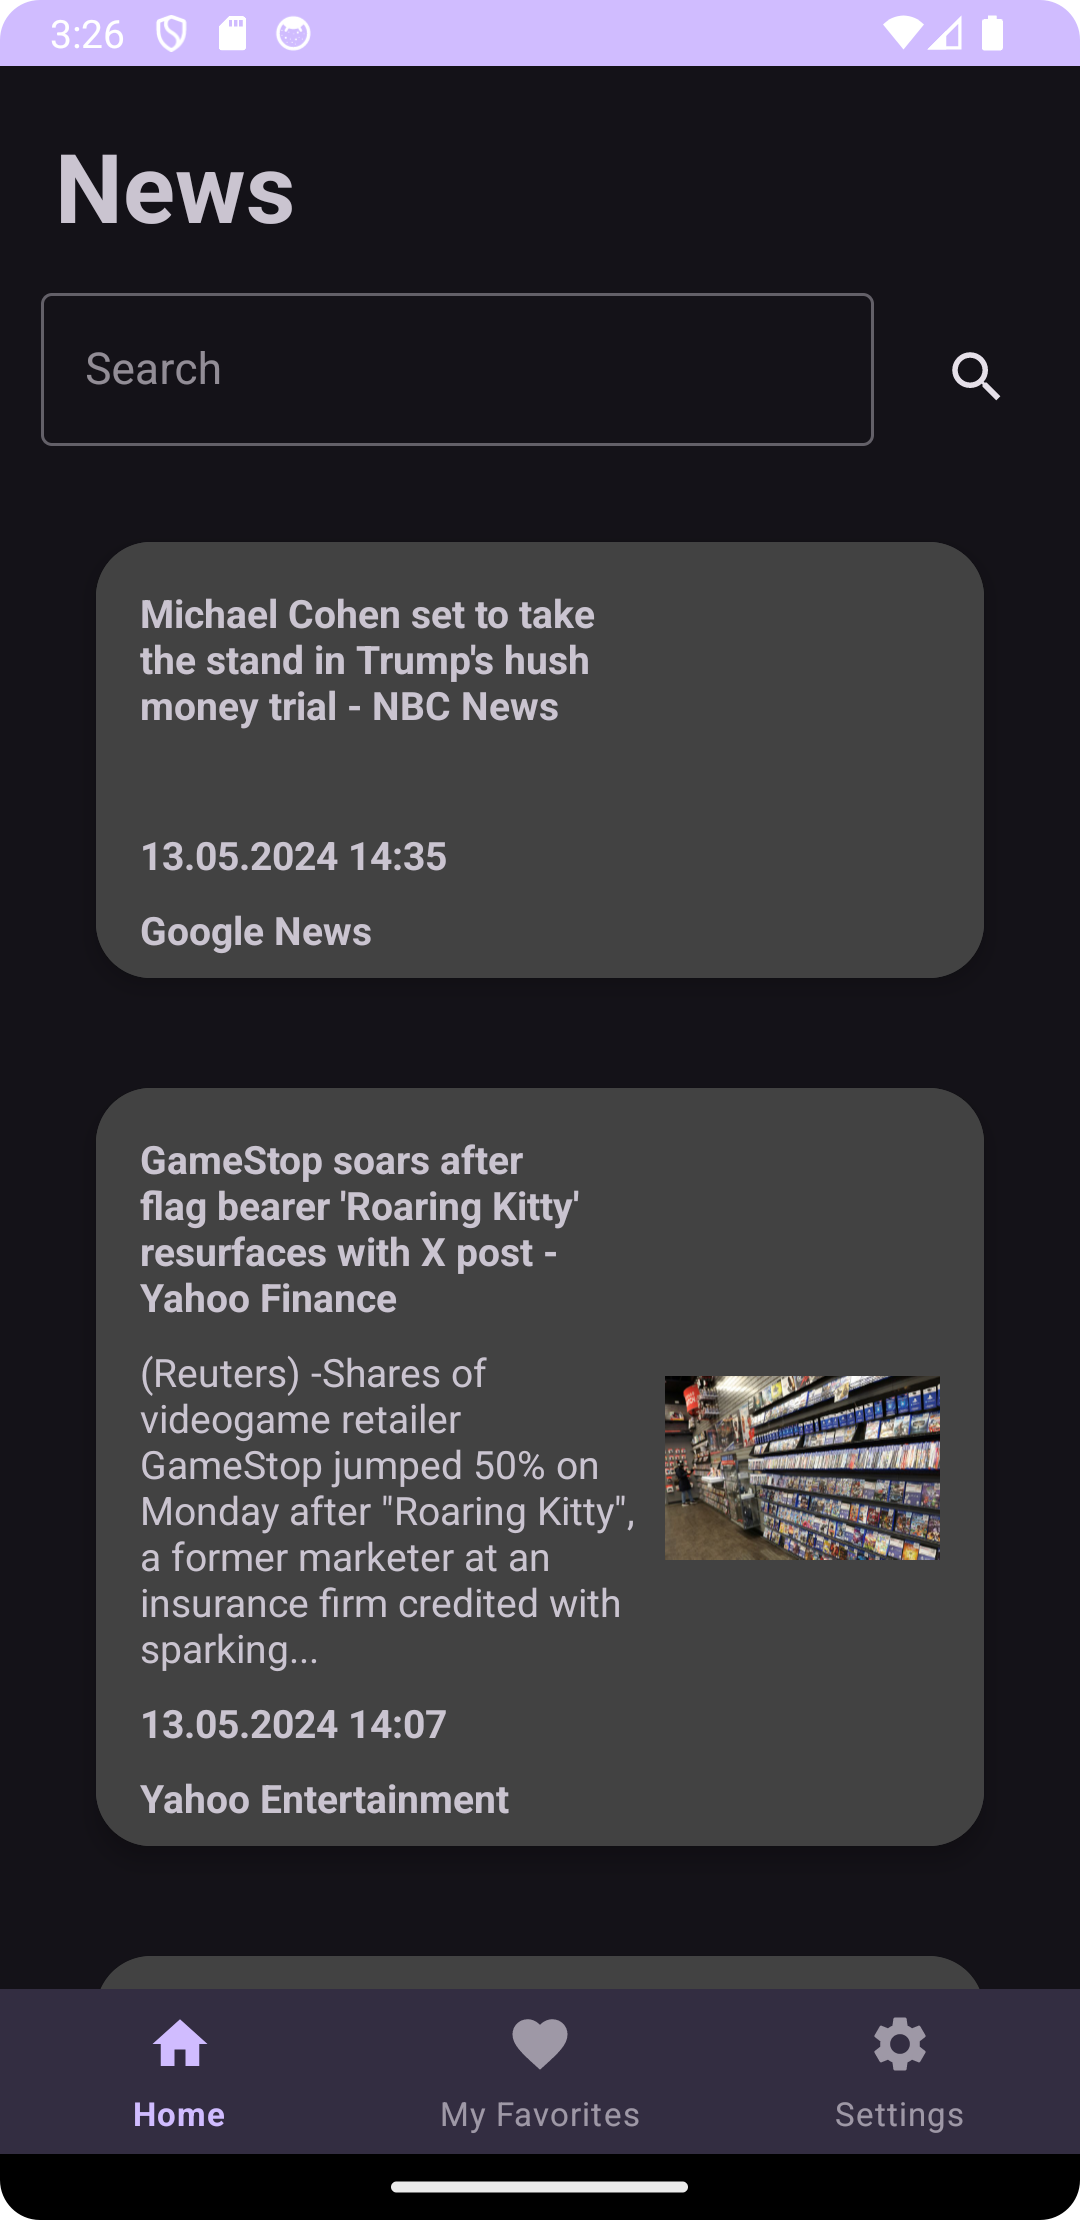 3:26
News
Search
Michael Cohen set to take
the stand in Trump's hush
money trial - NBC News
13.05.2024 14:35
Google News
GameStop soars after
flag bearer 'Roaring Kitty'
resurfaces with X post -
Yahoo Finance
(Reuters) -Shares of
videogame retailer
GameStop jumped 50% on
Monday after "Roaring Kitty",
a former marketer at an
insurance firm credited with
sparking...
13.05.2024 14:07
Yahoo Entertainment
Home
My Favorites
Settings